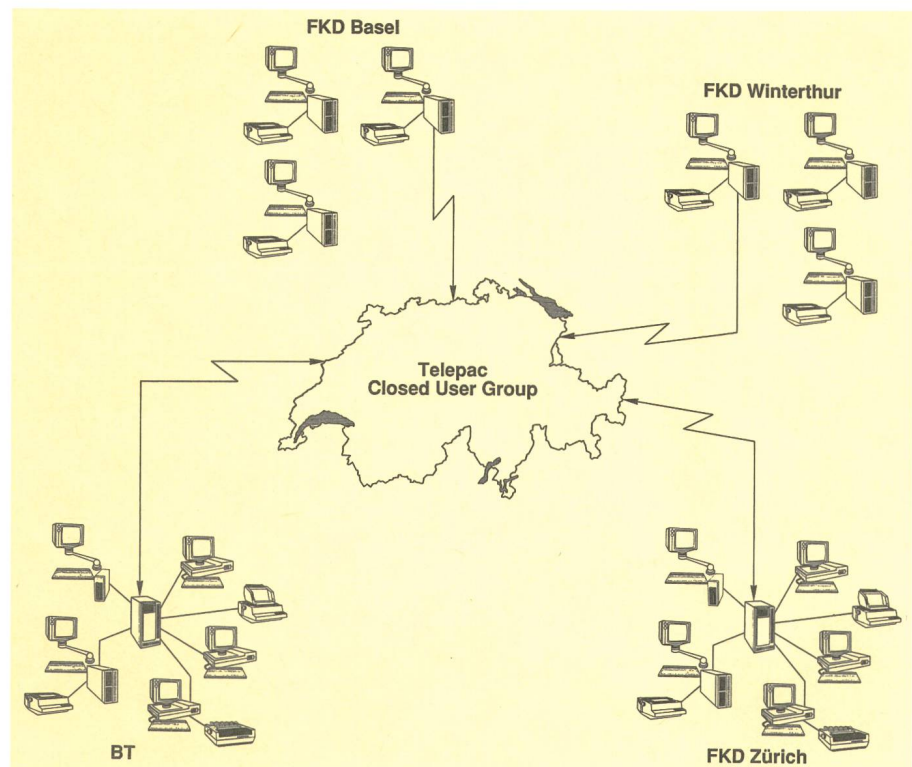 FKD Basel
FKD Winterthur
Telepac
Closed User Group
BT
FKD Zürich